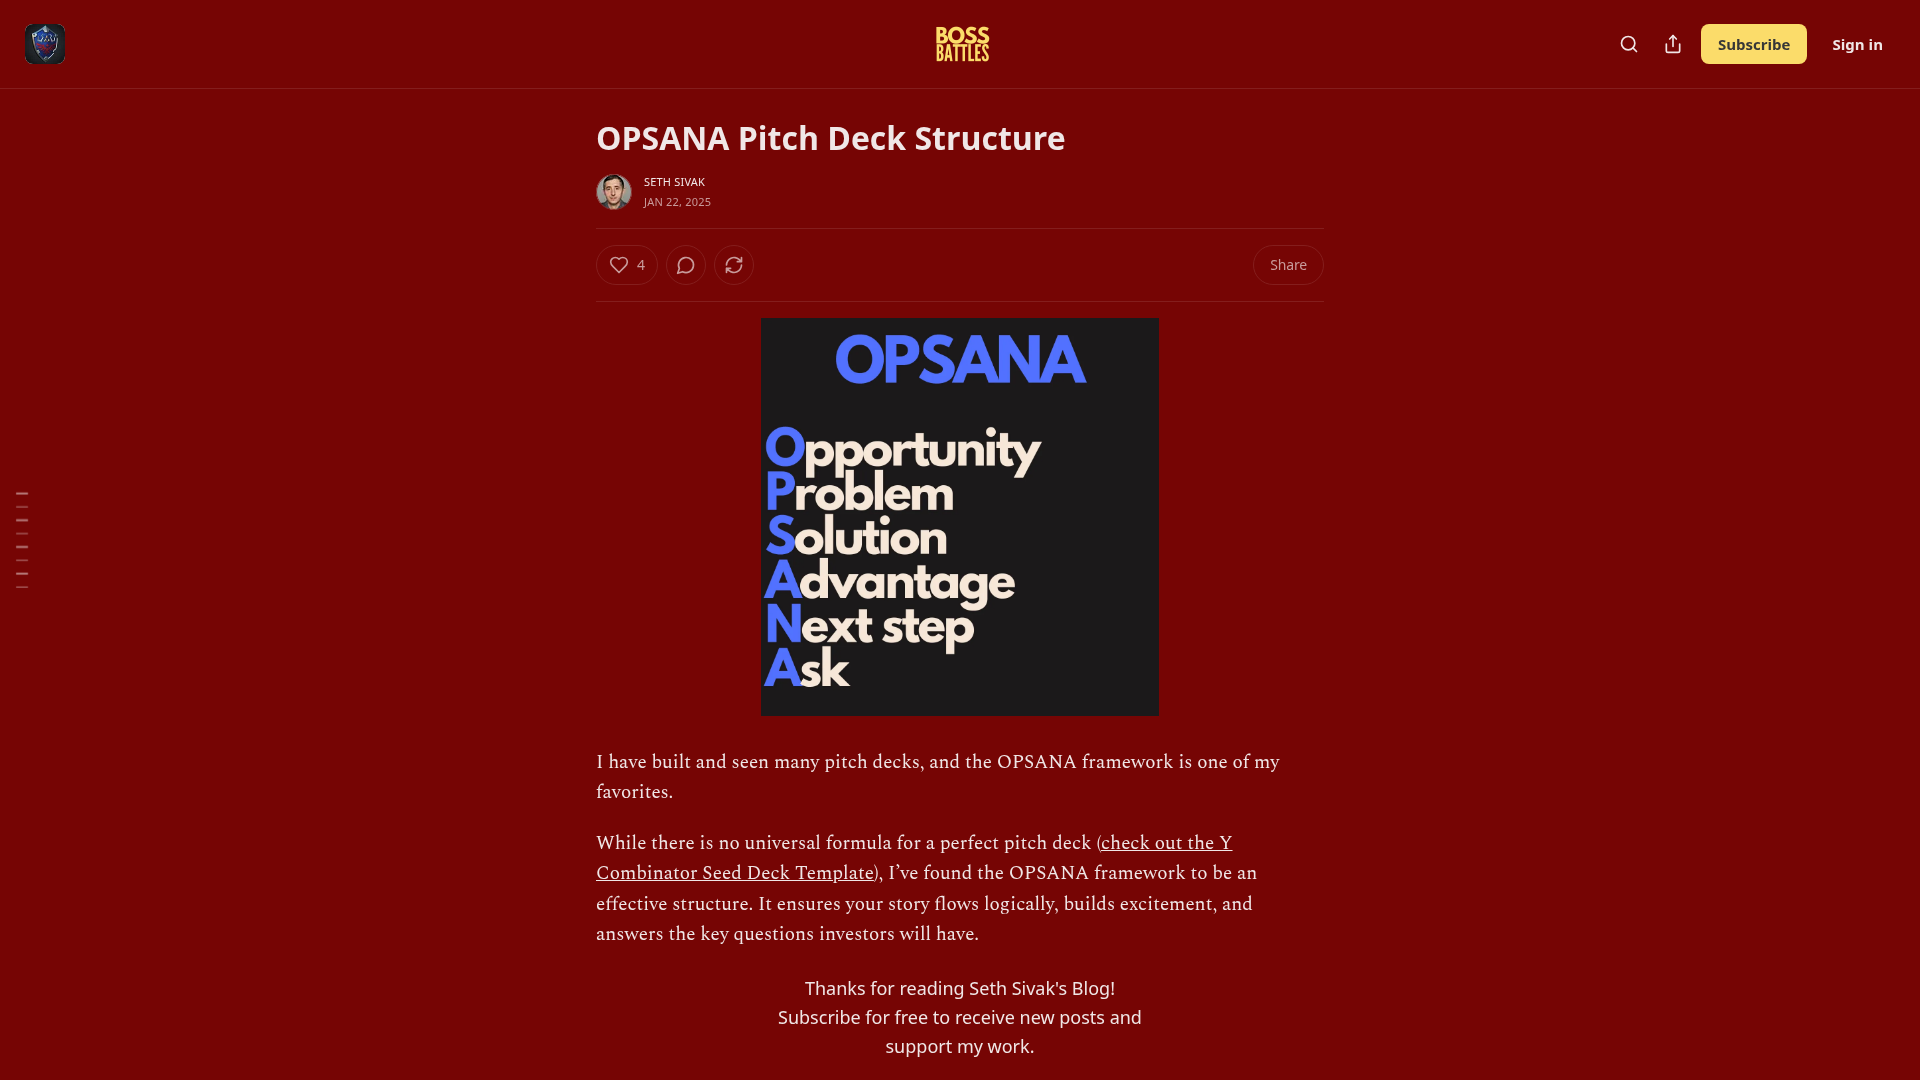 BOSS
BATTLES
Subscribe
Sign in
OPSANA Pitch Deck Structure
SETH SIVAK
JAN 22, 2025
4
Share
OPSANA
Opportunity
Problem
Solution
Advantage
Next step
Ask
I have built and seen many pitch decks, and the OPSANA framework is one of my
favorites.
While there is no universal formula for a perfect pitch deck (check out the Y
Combinator Seed Deck Template), I’ve found the OPSANA framework to be an
effective structure. It ensures your story flows logically, builds excitement, and
answers the key questions investors will have.
Thanks for reading Seth Sivak's Blog!
Subscribe for free to receive new posts and
support my work.